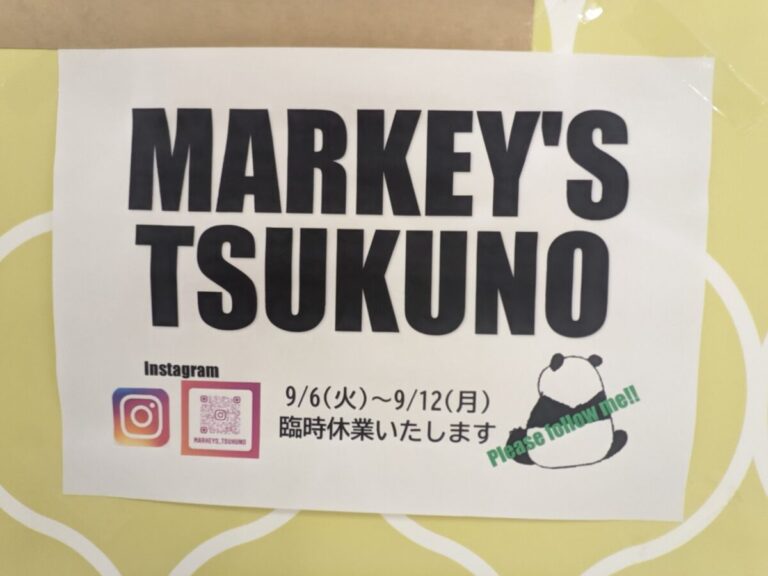 MARKEY'S
TSUKUNO
Instagram
MARKEYS_TSUKUNO
9/6(火)～9/12(月)
臨時休業いたします
Please follow me!!